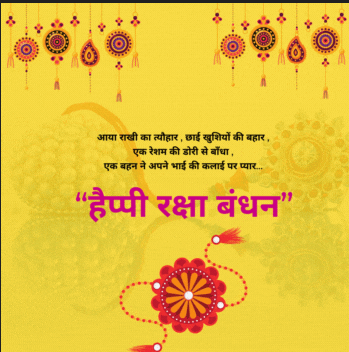 आया राखी का त्यौहार , छाई खुशियों की बहार ,
एक रेशम की डोरी से बाँधा ,
एक बहन ने अपने भाई की कलाई पर प्यार...
“हैप्पी रक्षा बंधन”